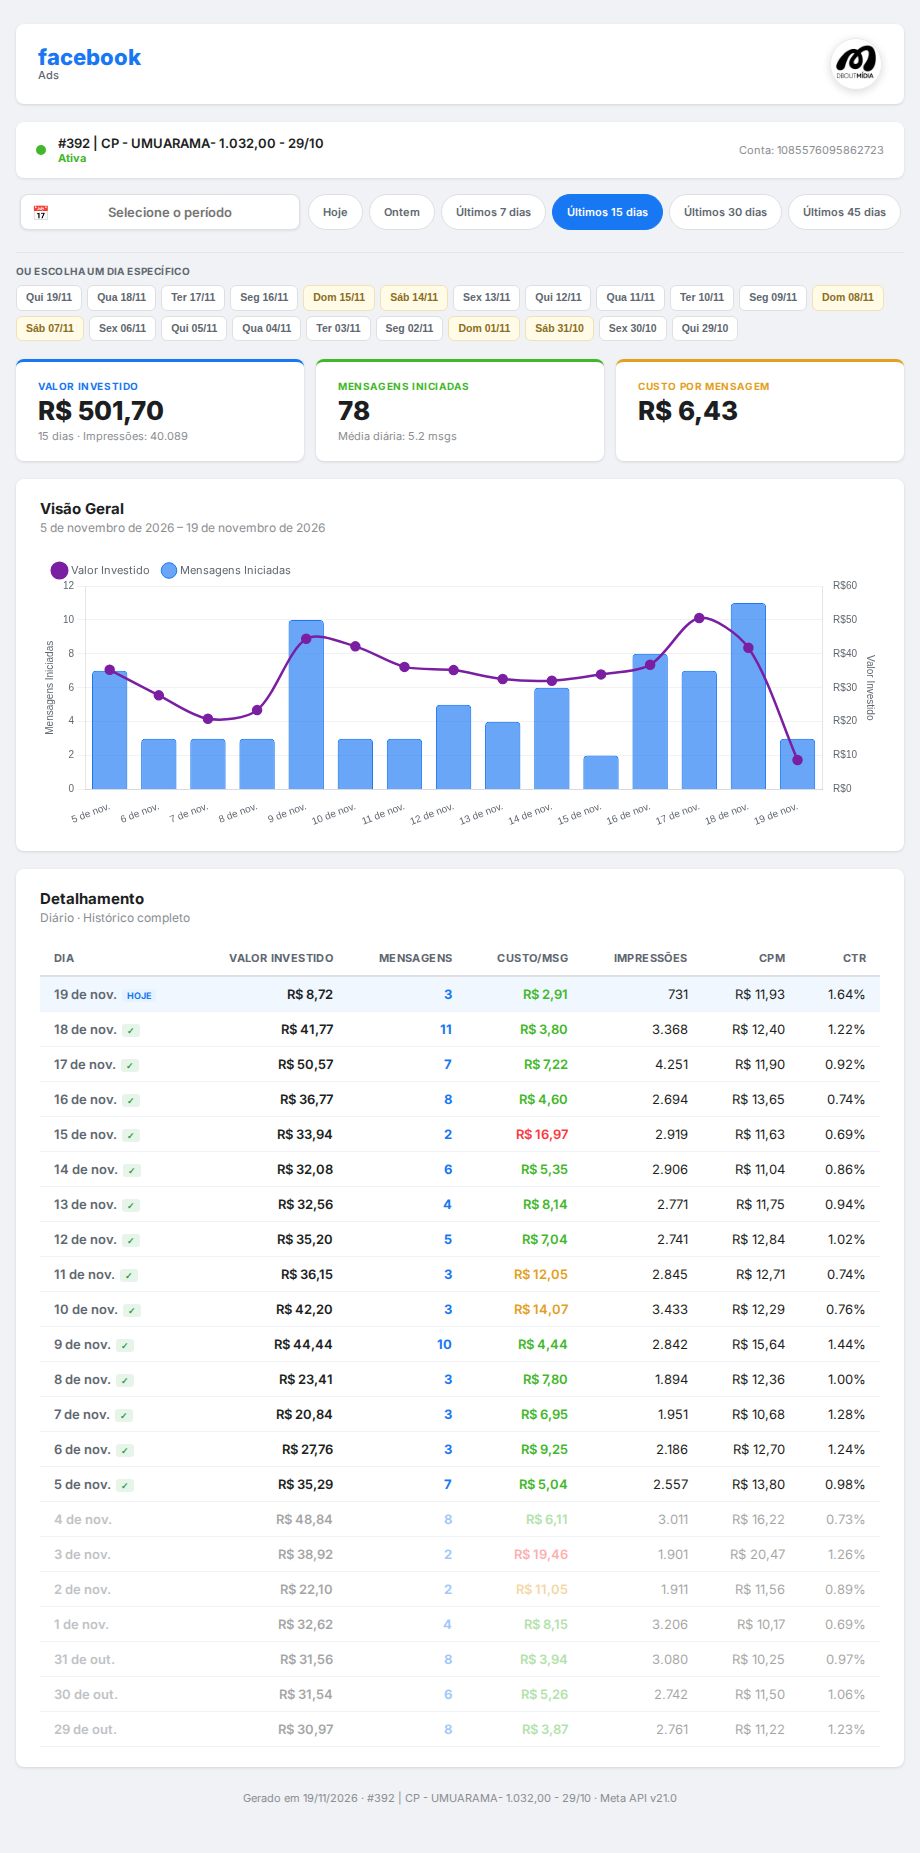 facebook
Ads
DBOUTMÍDIA
#392 | CP - UMUARAMA- 1.032,00 - 29/10
Ativa
Conta: 1085576095862723
Selecione o período
Hoje
Ontem
Últimos 7 dias
Últimos 15 dias
Últimos 30 dias
Últimos 45 dias
OU ESCOLHA UM DIA ESPECÍFICO
Qui 19/11 Qua 18/11 Ter 17/11 Seg 16/11 Dom 15/11 Sáb 14/11 Sex 13/11 Qui 12/11 Qua 11/11 Ter 10/11 Seg 09/11 Dom 08/11
Sáb 07/11 Sex 06/11 Qui 05/11 Qua 04/11 Ter 03/11 Seg 02/11 Dom 01/11 Sáb 31/10 Sex 30/10 Qui 29/10
VALOR INVESTIDO
R$ 501,70
15 dias · Impressões: 40.089
MENSAGENS INICIADAS
78
Média diária: 5.2 msgs
CUSTO POR MENSAGEM
R$ 6,43
Visão Geral
5 de novembro de 2026 – 19 de novembro de 2026
Valor Investido Mensagens Iniciadas
12 R$60
10 R$50
8 R$40
6 R$30
4 R$20
2 R$10
0 R$0
Mensagens Iniciadas
Valor Investido
5 de nov. 6 de nov. 7 de nov. 8 de nov. 9 de nov. 10 de nov. 11 de nov. 12 de nov. 13 de nov. 14 de nov. 15 de nov. 16 de nov. 17 de nov. 18 de nov. 19 de nov.
Detalhamento
Diário · Histórico completo
DIA VALOR INVESTIDO MENSAGENS CUSTO/MSG IMPRESSÕES CPM CTR
19 de nov. HOJE R$ 8,72 3 R$ 2,91 731 R$ 11,93 1.64%
18 de nov. ✓ R$ 41,77 11 R$ 3,80 3.368 R$ 12,40 1.22%
17 de nov. ✓ R$ 50,57 7 R$ 7,22 4.251 R$ 11,90 0.92%
16 de nov. ✓ R$ 36,77 8 R$ 4,60 2.694 R$ 13,65 0.74%
15 de nov. ✓ R$ 33,94 2 R$ 16,97 2.919 R$ 11,63 0.69%
14 de nov. ✓ R$ 32,08 6 R$ 5,35 2.906 R$ 11,04 0.86%
13 de nov. ✓ R$ 32,56 4 R$ 8,14 2.771 R$ 11,75 0.94%
12 de nov. ✓ R$ 35,20 5 R$ 7,04 2.741 R$ 12,84 1.02%
11 de nov. ✓ R$ 36,15 3 R$ 12,05 2.845 R$ 12,71 0.74%
10 de nov. ✓ R$ 42,20 3 R$ 14,07 3.433 R$ 12,29 0.76%
9 de nov. ✓ R$ 44,44 10 R$ 4,44 2.842 R$ 15,64 1.44%
8 de nov. ✓ R$ 23,41 3 R$ 7,80 1.894 R$ 12,36 1.00%
7 de nov. ✓ R$ 20,84 3 R$ 6,95 1.951 R$ 10,68 1.28%
6 de nov. ✓ R$ 27,76 3 R$ 9,25 2.186 R$ 12,70 1.24%
5 de nov. ✓ R$ 35,29 7 R$ 5,04 2.557 R$ 13,80 0.98%
4 de nov. R$ 48,84 8 R$ 6,11 3.011 R$ 16,22 0.73%
3 de nov. R$ 38,92 2 R$ 19,46 1.901 R$ 20,47 1.26%
2 de nov. R$ 22,10 2 R$ 11,05 1.911 R$ 11,56 0.89%
1 de nov. R$ 32,62 4 R$ 8,15 3.206 R$ 10,17 0.69%
31 de out. R$ 31,56 8 R$ 3,94 3.080 R$ 10,25 0.97%
30 de out. R$ 31,54 6 R$ 5,26 2.742 R$ 11,50 1.06%
29 de out. R$ 30,97 8 R$ 3,87 2.761 R$ 11,22 1.23%
Gerado em 19/11/2026 · #392 | CP - UMUARAMA- 1.032,00 - 29/10 · Meta API v21.0